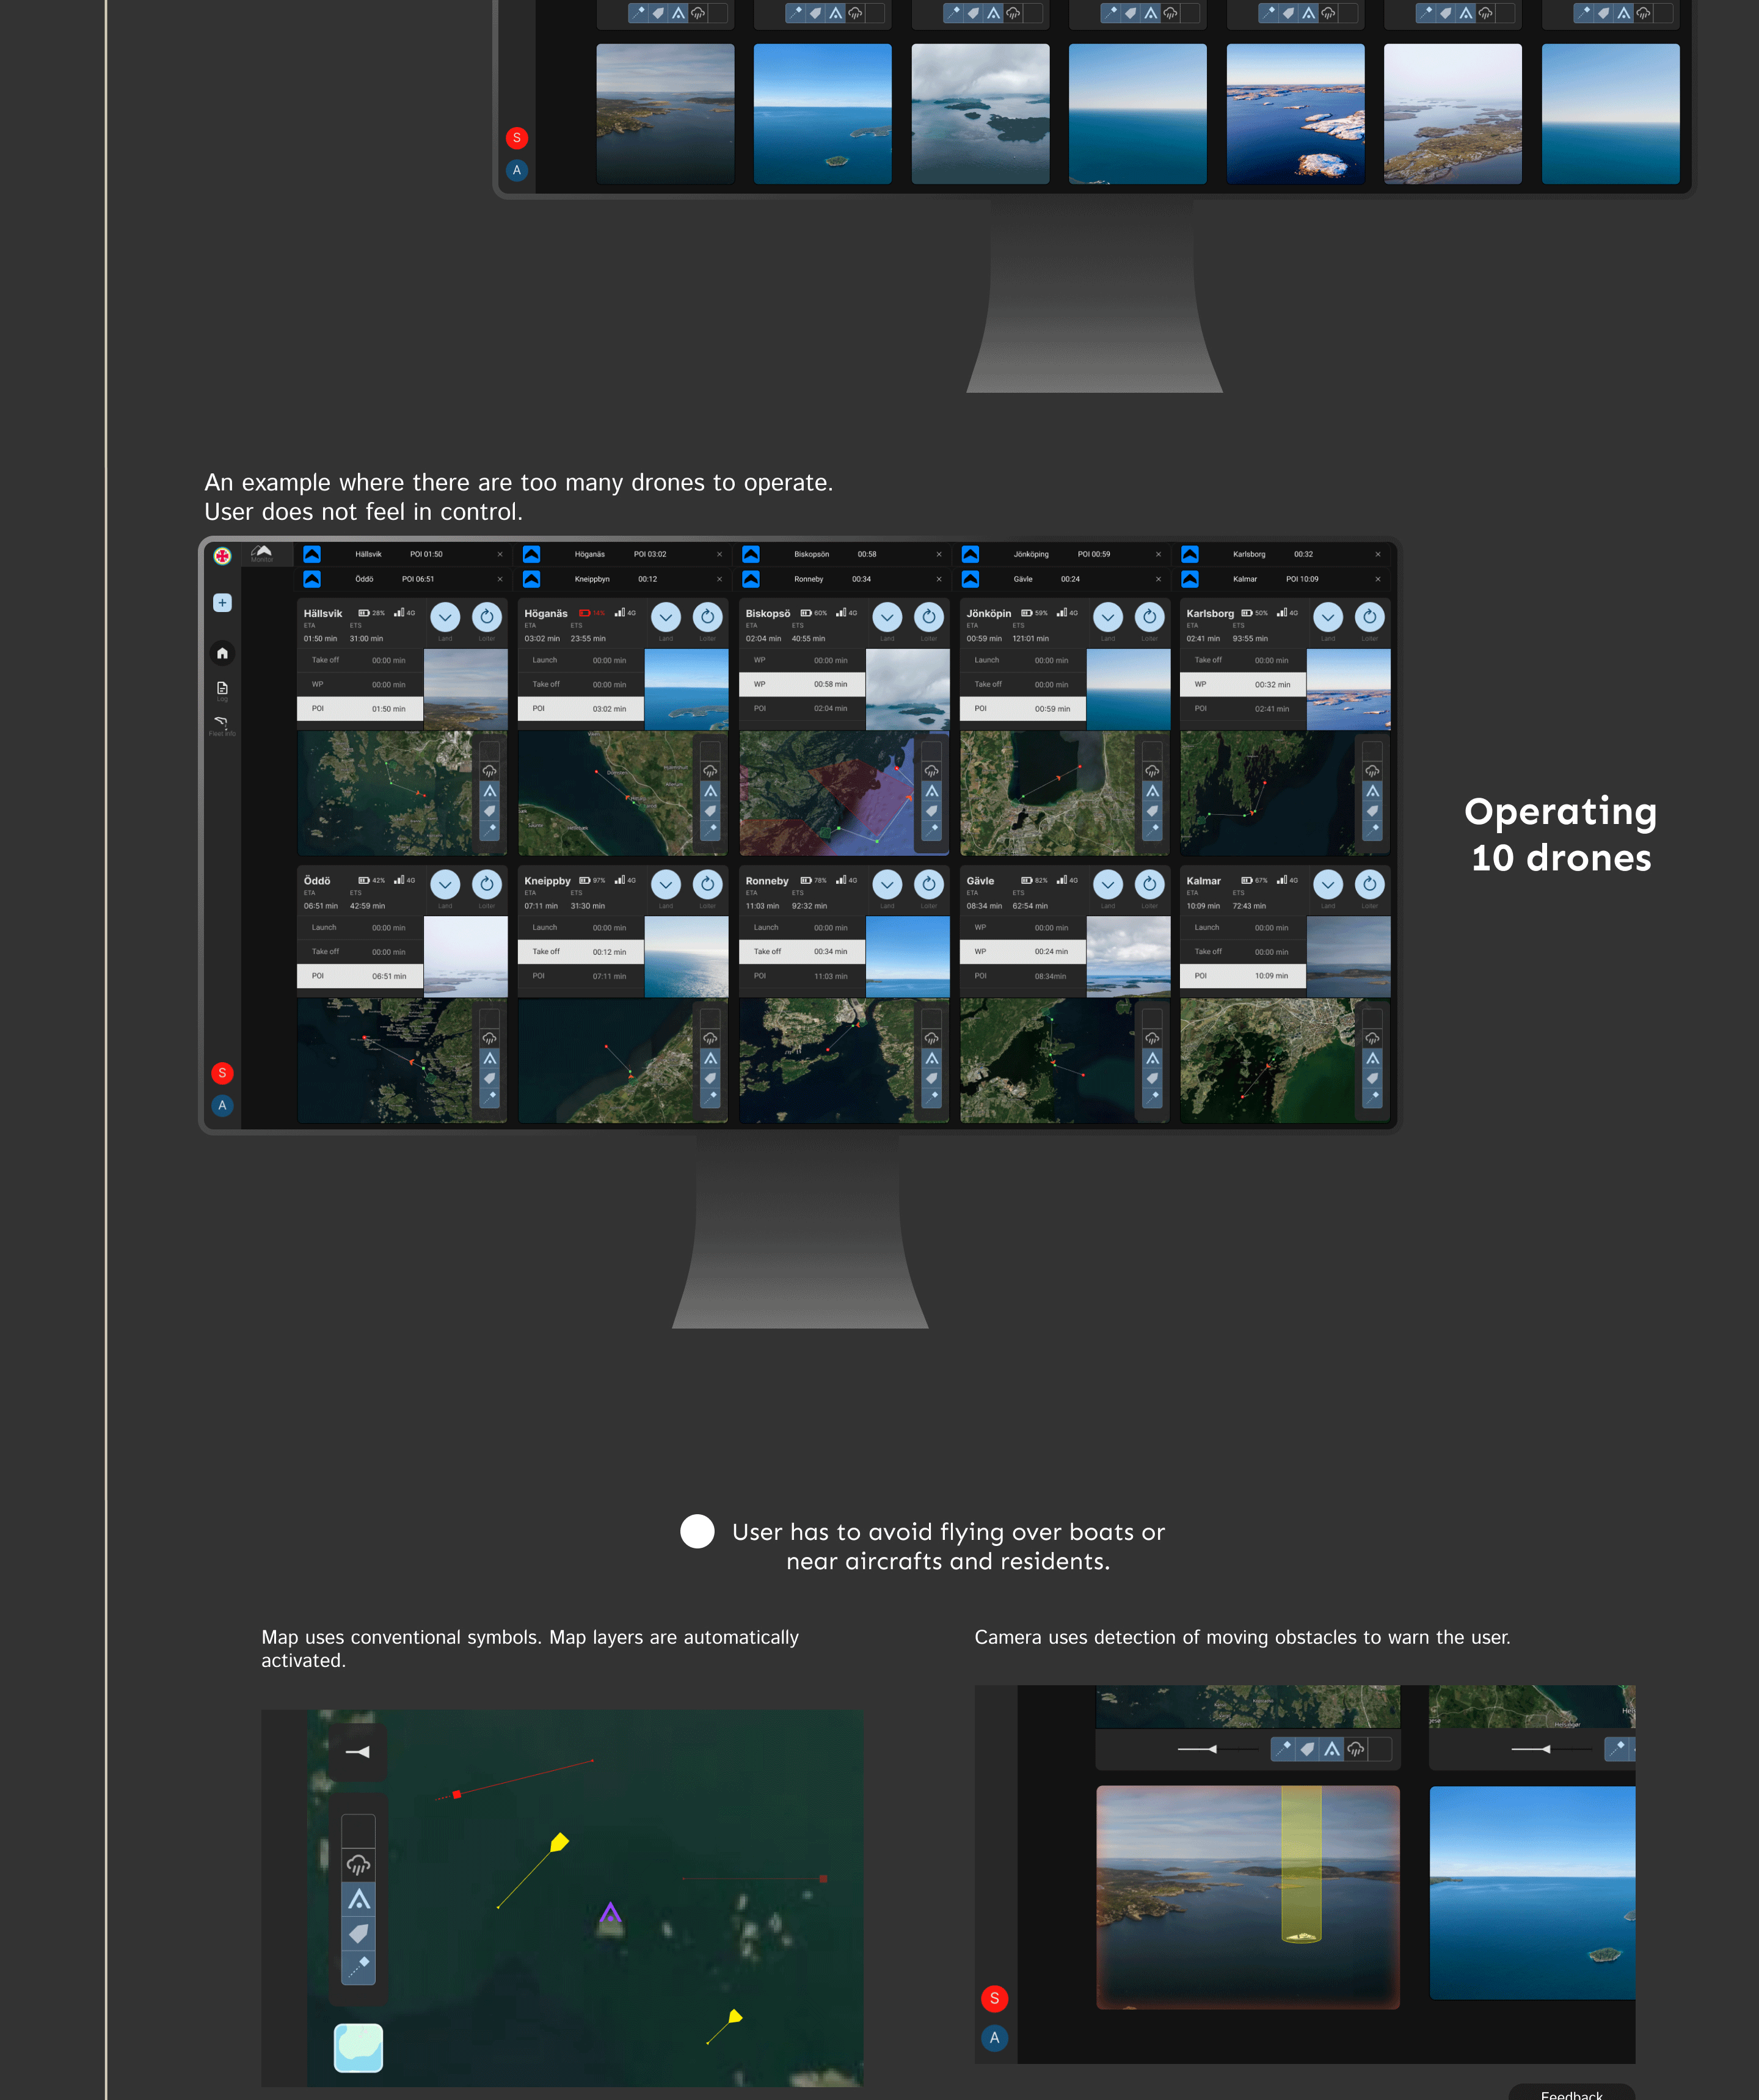 S
A
An example where there are too many drones to operate.
User does not feel in control.
Monitor
Hällsvik POI 01:50 ×
Höganäs POI 03:02 ×
Biskopsön 00:58 ×
Jönköping POI 00:59 ×
Karlsborg 00:32 ×
Öddö POI 06:51 ×
Kneippbyn 00:12 ×
Ronneby 00:34 ×
Gävle 00:24 ×
Kalmar POI 10:09 ×
+
Log
Fleet info
Hällsvik 28% 4G
ETA ETS
01:50 min 31:00 min
Land Loiter
Take off 00:00 min
WP 00:00 min
POI 01:50 min
Höganäs 14% 4G
ETA ETS
03:02 min 23:55 min
Land Loiter
Launch 00:00 min
Take off 00:00 min
POI 03:02 min
Biskopsö 60% 4G
ETA ETS
02:04 min 40:55 min
Land Loiter
WP 00:00 min
WP 00:58 min
POI 02:04 min
Jönköpin 59% 4G
ETA ETS
00:59 min 121:01 min
Land Loiter
Launch 00:00 min
Take off 00:00 min
POI 00:59 min
Karlsborg 50% 4G
ETA ETS
02:41 min 93:55 min
Land Loiter
Take off 00:00 min
WP 00:32 min
POI 02:41 min
Operating
10 drones
Öddö 42% 4G
ETA ETS
06:51 min 42:59 min
Land Loiter
Launch 00:00 min
Take off 00:00 min
POI 06:51 min
Kneippby 97% 4G
ETA ETS
07:11 min 31:30 min
Land Loiter
Launch 00:00 min
Take off 00:12 min
POI 07:11 min
Ronneby 78% 4G
ETA ETS
11:03 min 92:32 min
Land Loiter
Launch 00:00 min
Take off 00:34 min
POI 11:03 min
Gävle 82% 4G
ETA ETS
08:34 min 62:54 min
Land Loiter
WP 00:00 min
WP 00:24 min
POI 08:34min
Kalmar 67% 4G
ETA ETS
10:09 min 72:43 min
Land Loiter
Launch 00:00 min
Take off 00:00 min
POI 10:09 min
S
A
User has to avoid flying over boats or
near aircrafts and residents.
Map uses conventional symbols. Map layers are automatically
activated.
Camera uses detection of moving obstacles to warn the user.
S
A
Feedback